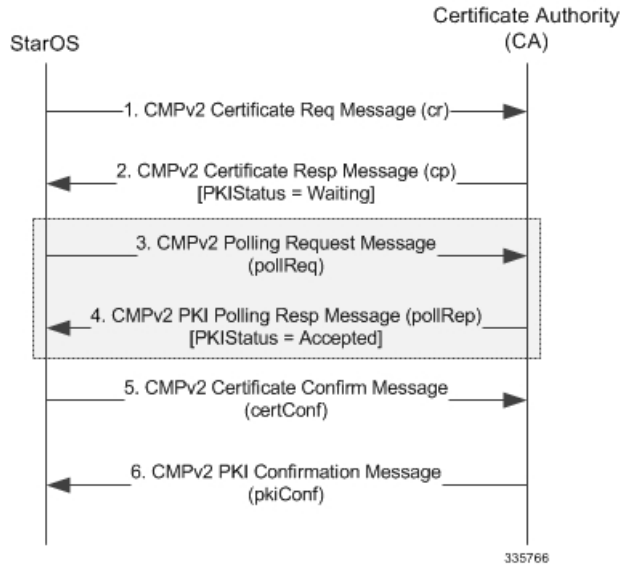 StarOS
Certificate Authority
(CA)
1. CMPv2 Certificate Req Message (cr)
2. CMPv2 Certificate Resp Message (cp)
[PKIStatus = Waiting]
3. CMPv2 Polling Request Message
(pollReq)
4. CMPv2 PKI Polling Resp Message (pollRep)
[PKIStatus = Accepted]
5. CMPv2 Certificate Confirm Message
(certConf)
6. CMPv2 PKI Confirmation Message
(pkiConf)
335766